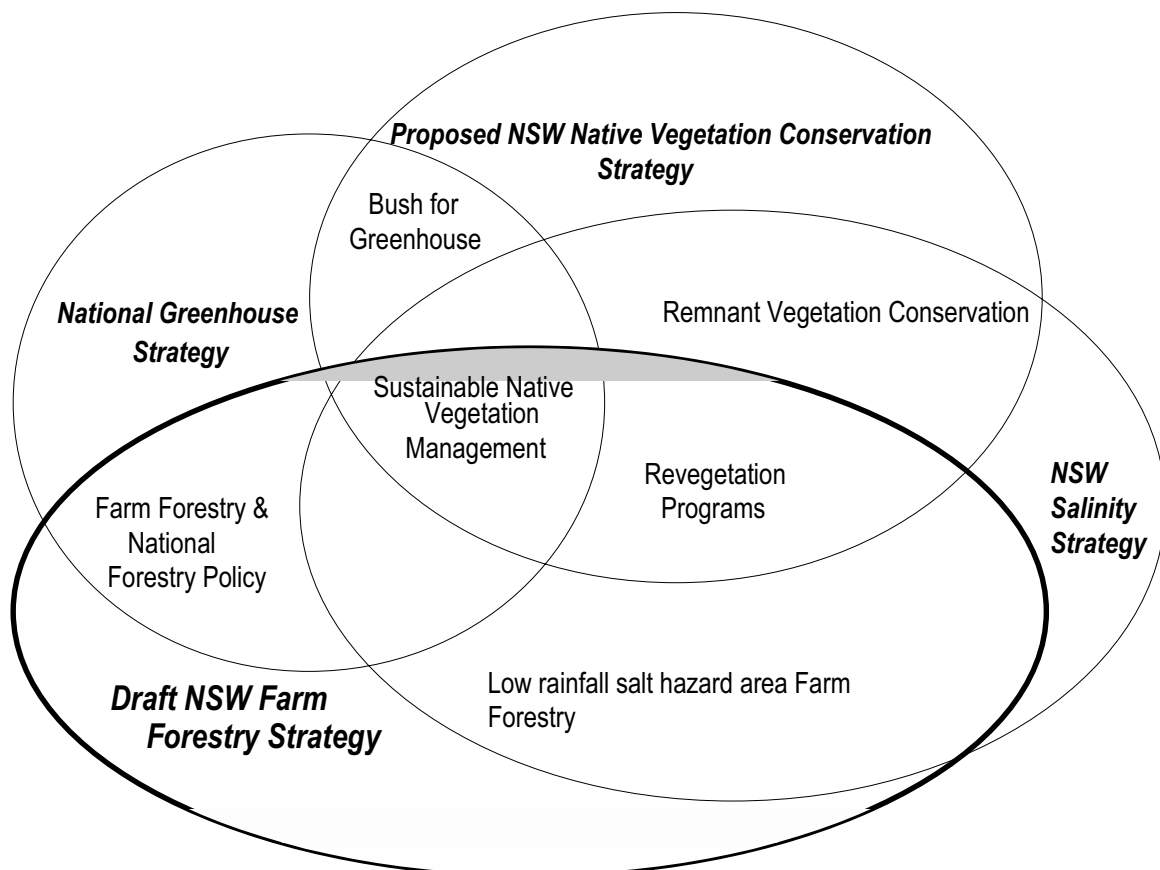 Proposed NSW Native Vegetation Conservation
Strategy
Bush for
Greenhouse
National Greenhouse
Strategy
Remnant Vegetation Conservation
Sustainable Native
Vegetation
Management
Revegetation
Programs
NSW
Salinity
Strategy
Farm Forestry &
National
Forestry Policy
Low rainfall salt hazard area Farm
Forestry
Draft NSW Farm
Forestry Strategy